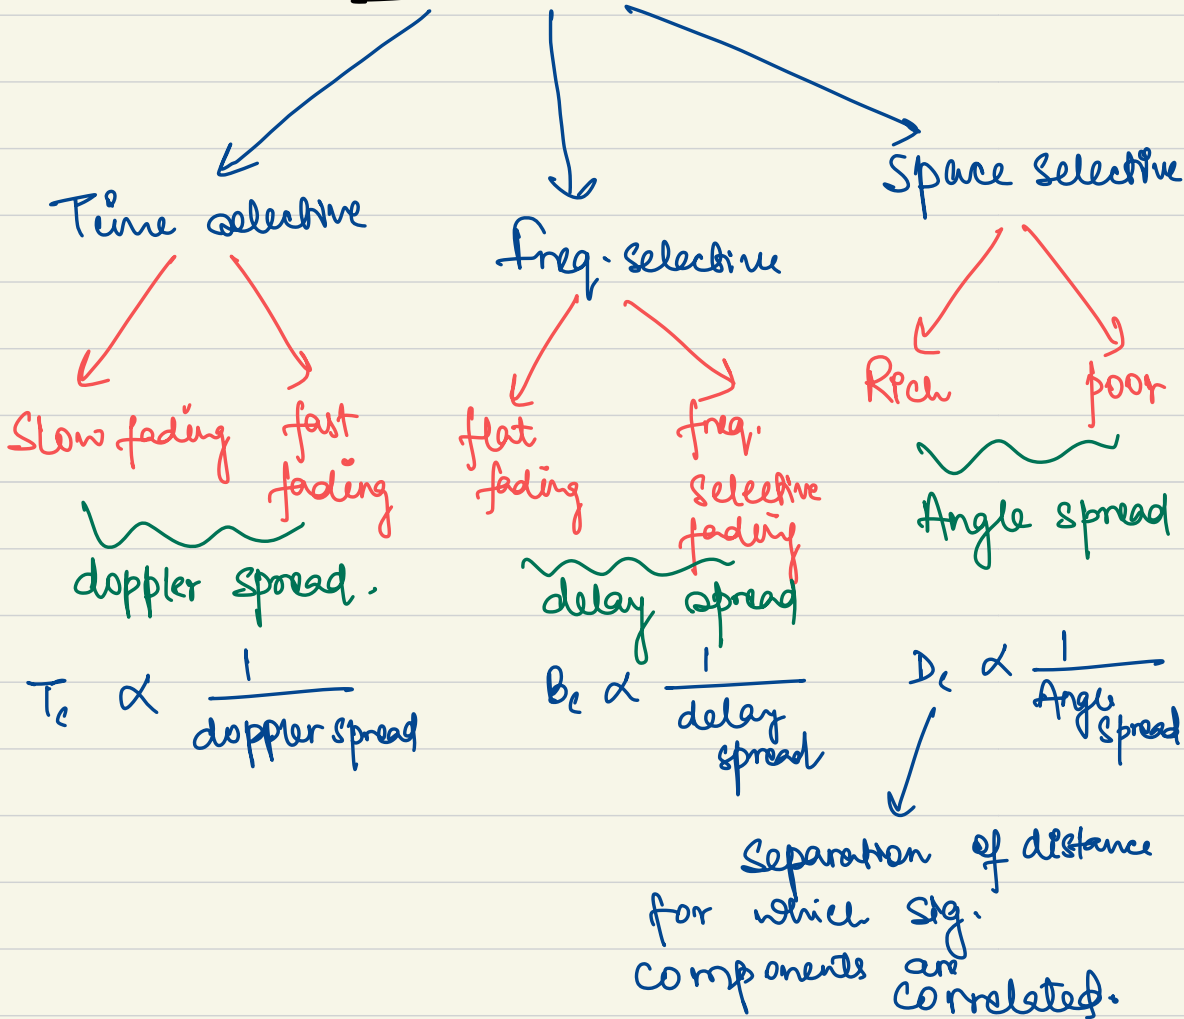 Time selective
freq. selective
Space selective
Slow fading
fast
fading
flat
fading
freq.
selective
fading
Rich
poor
doppler spread.
delay spread
Angle spread
Tc ∝ 1
doppler spread
Bc ∝ 1
delay
spread
Dc ∝ 1
Angle
spread
Separation of distance
for which sig.
components are
correlated.